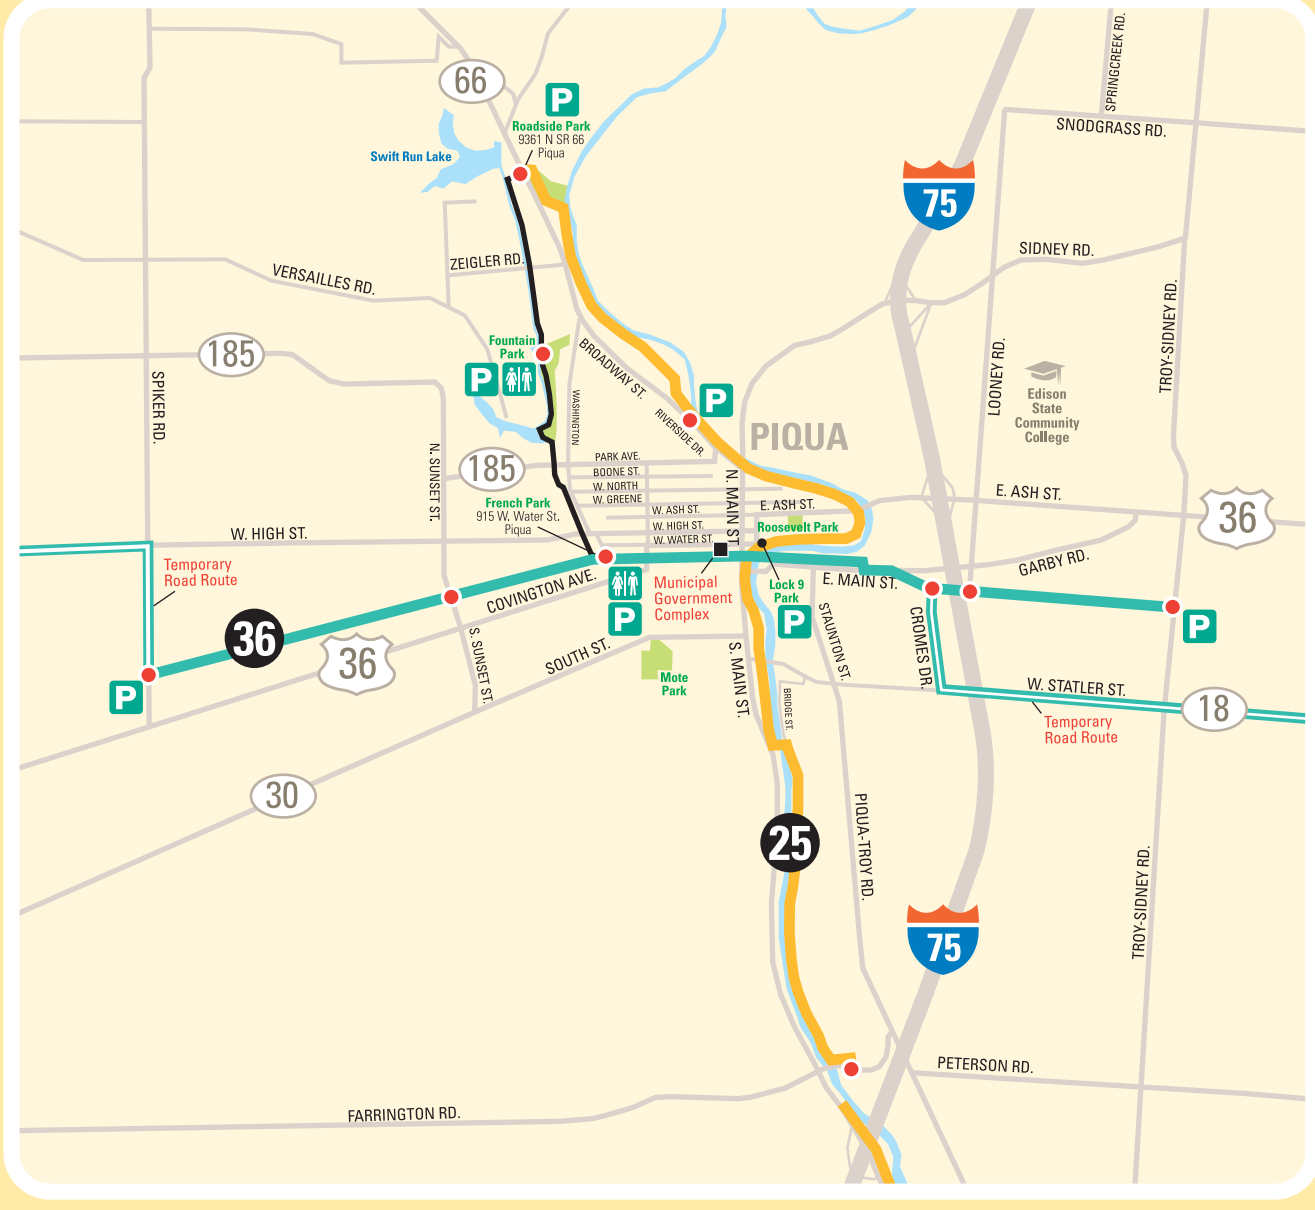 SPRINGCREEK RD.
66
P
SNODGRASS RD.
Roadside Park
9361 N SR 66
Piqua
Swift Run Lake
75
SIDNEY RD.
ZEIGLER RD.
VERSAILLES RD.
TROY-SIDNEY RD.
185
Fountain
Park
BROADWAY ST.
LOONEY RD.
P
SPIKER RD.
WASHINGTON
P
Edison
State
Community
College
RIVERSIDE DR.
PIQUA
N. SUNSET ST.
185
PARK AVE.
BOONE ST.
W. NORTH
W. GREENE
N. MAIN ST.
E. ASH ST.
E. ASH ST.
French Park
915 W. Water St.
Piqua
W. ASH ST.
W. HIGH ST.
W. WATER ST.
Roosevelt Park
36
W. HIGH ST.
Temporary
Road Route
GARBY RD.
COVINGTON AVE.
Municipal
Government
Complex
Lock 9
Park
E. MAIN ST.
P
P
P
36
36
S. SUNSET ST.
SOUTH ST.
STAUNTON ST.
CROMES DR.
P
Mote
Park
S. MAIN ST.
BRIDGE ST.
W. STATLER ST.
18
Temporary
Road Route
30
25
PIQUA-TROY RD.
TROY-SIDNEY RD.
75
PETERSON RD.
FARRINGTON RD.